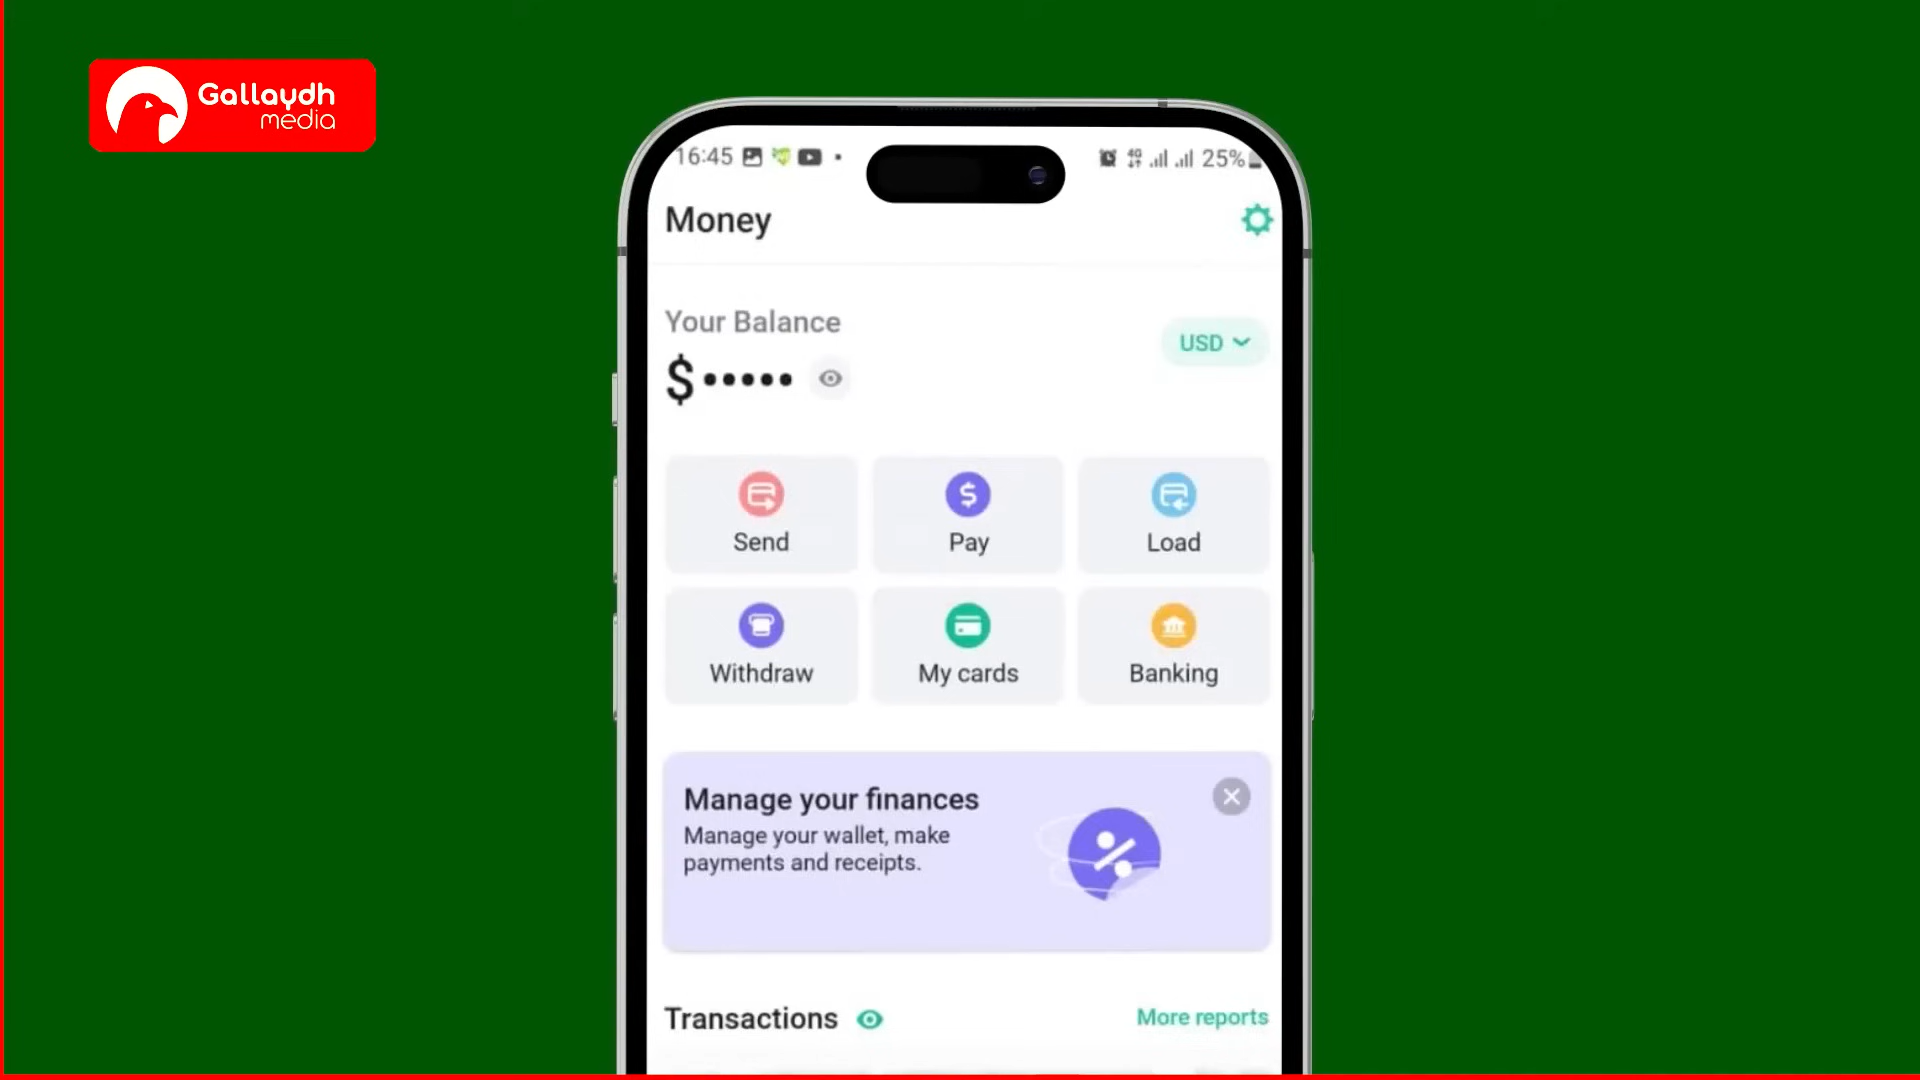 Gallaydh
media
16:45
4G
25%
Money
Your Balance
USD
$•••••
Send
Pay
Load
Withdraw
My cards
Banking
Manage your finances
Manage your wallet, make
payments and receipts.
Transactions
More reports